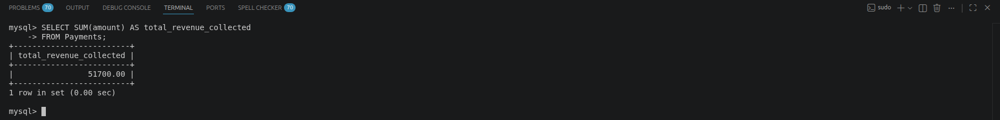 PROBLEMS 70 OUTPUT DEBUG CONSOLE TERMINAL PORTS SPELL CHECKER 70 sudo
mysql> SELECT SUM(amount) AS total_revenue_collected
    -> FROM Payments;
+-------------------------+
| total_revenue_collected |
+-------------------------+
|                51700.00 |
+-------------------------+
1 row in set (0.00 sec)

mysql>